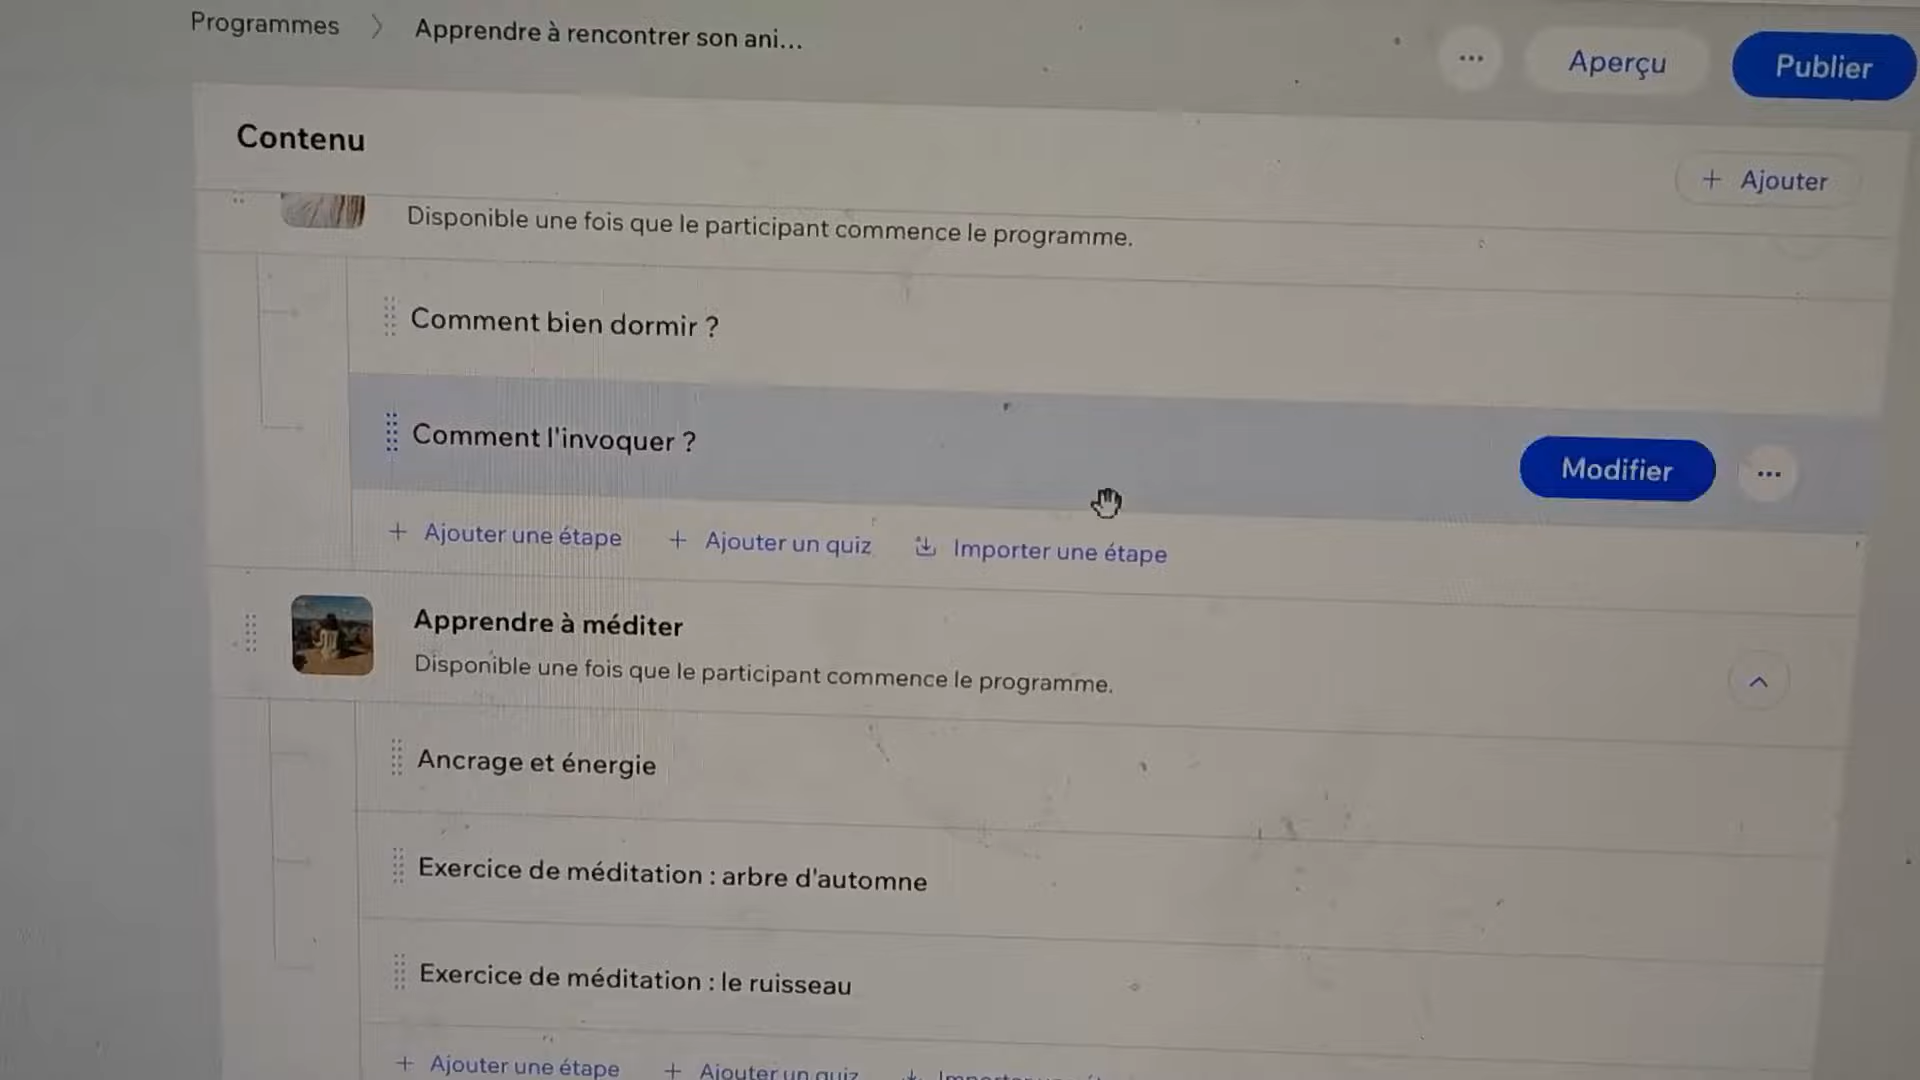 Programmes > Apprendre à rencontrer son ani...
... Aperçu Publier
Contenu
+ Ajouter
Disponible une fois que le participant commence le programme.
Comment bien dormir ?
Comment l'invoquer ?
Modifier ...
+ Ajouter une étape + Ajouter un quiz Importer une étape
Apprendre à méditer
Disponible une fois que le participant commence le programme.
Ancrage et énergie
Exercice de méditation : arbre d'automne
Exercice de méditation : le ruisseau
+ Ajouter une étape + Ajouter un quiz